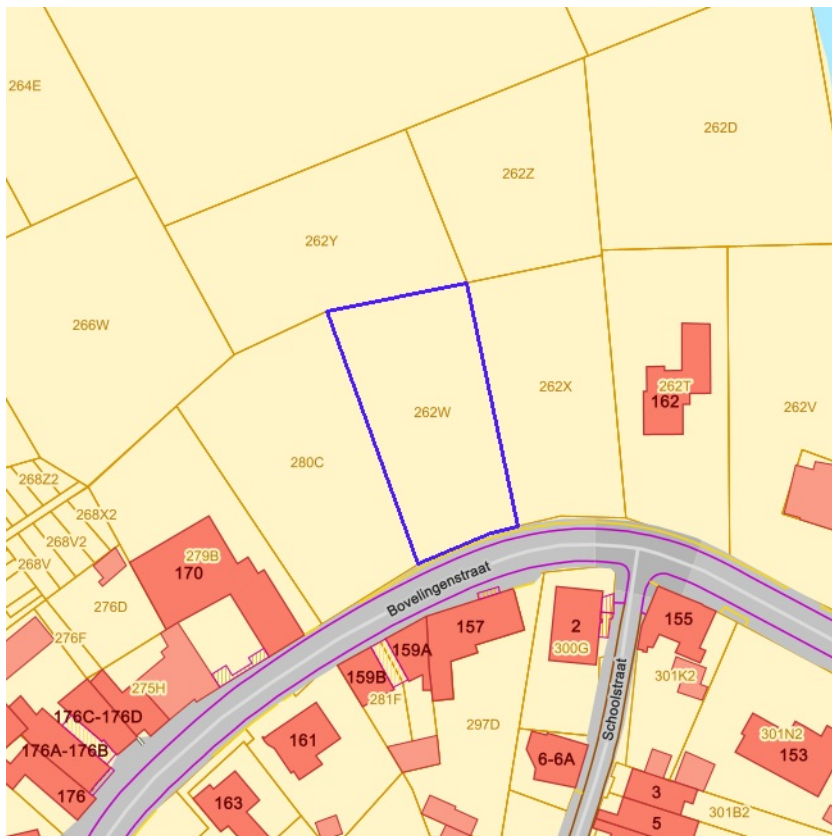 264E
262D
262Z
262Y
266W
262X
262T
162
262W
262V
280C
268Z2
268X2
268V2
268V
279B
170
276D
276F
Bovelingenstraat
157
159A
159B
281F
2
300G
155
301K2
Schoolstraat
275H
176C-176D
176A-176B
176
161
163
297D
6-6A
301N2
153
3
5
301B2